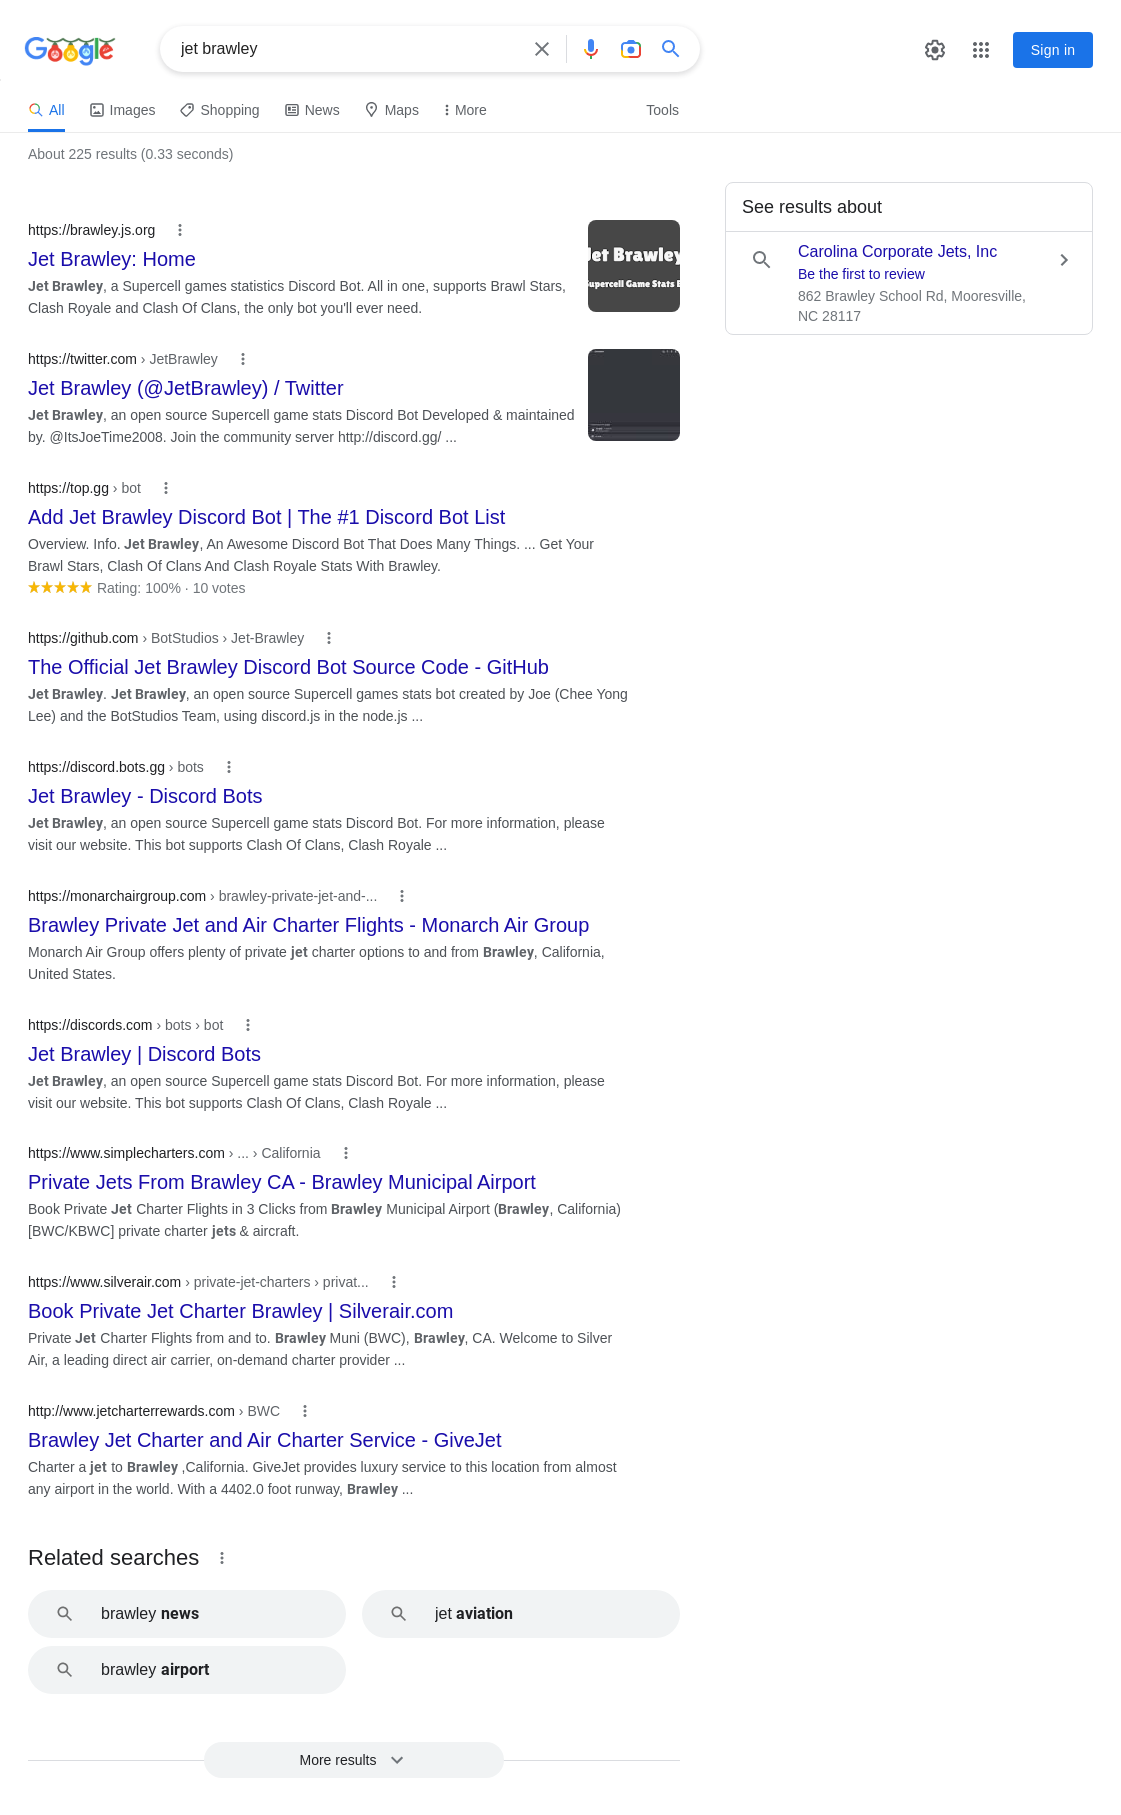 Google
jet brawley
Sign in
All
Images
Shopping
News
Maps
More
Tools
About 225 results (0.33 seconds)
https://brawley.js.org
Jet Brawley: Home
Jet Brawley, a Supercell games statistics Discord Bot. All in one, supports Brawl Stars,
Clash Royale and Clash Of Clans, the only bot you'll ever need.
Jet Brawley
Supercell Game Stats
https://twitter.com › JetBrawley
Jet Brawley (@JetBrawley) / Twitter
Jet Brawley, an open source Supercell game stats Discord Bot Developed & maintained
by. @ItsJoeTime2008. Join the community server http://discord.gg/ ...
https://top.gg › bot
Add Jet Brawley Discord Bot | The #1 Discord Bot List
Overview. Info. Jet Brawley, An Awesome Discord Bot That Does Many Things. ... Get Your
Brawl Stars, Clash Of Clans And Clash Royale Stats With Brawley.
Rating: 100% · 10 votes
https://github.com › BotStudios › Jet-Brawley
The Official Jet Brawley Discord Bot Source Code - GitHub
Jet Brawley. Jet Brawley, an open source Supercell games stats bot created by Joe (Chee Yong
Lee) and the BotStudios Team, using discord.js in the node.js ...
https://discord.bots.gg › bots
Jet Brawley - Discord Bots
Jet Brawley, an open source Supercell game stats Discord Bot. For more information, please
visit our website. This bot supports Clash Of Clans, Clash Royale ...
https://monarchairgroup.com › brawley-private-jet-and-...
Brawley Private Jet and Air Charter Flights - Monarch Air Group
Monarch Air Group offers plenty of private jet charter options to and from Brawley, California,
United States.
https://discords.com › bots › bot
Jet Brawley | Discord Bots
Jet Brawley, an open source Supercell game stats Discord Bot. For more information, please
visit our website. This bot supports Clash Of Clans, Clash Royale ...
https://www.simplecharters.com › ... › California
Private Jets From Brawley CA - Brawley Municipal Airport
Book Private Jet Charter Flights in 3 Clicks from Brawley Municipal Airport (Brawley, California)
[BWC/KBWC] private charter jets & aircraft.
https://www.silverair.com › private-jet-charters › privat...
Book Private Jet Charter Brawley | Silverair.com
Private Jet Charter Flights from and to. Brawley Muni (BWC), Brawley, CA. Welcome to Silver
Air, a leading direct air carrier, on-demand charter provider ...
http://www.jetcharterrewards.com › BWC
Brawley Jet Charter and Air Charter Service - GiveJet
Charter a jet to Brawley ,California. GiveJet provides luxury service to this location from almost
any airport in the world. With a 4402.0 foot runway, Brawley ...
Related searches
brawley news
jet aviation
brawley airport
More results
See results about
Carolina Corporate Jets, Inc
Be the first to review
862 Brawley School Rd, Mooresville,
NC 28117